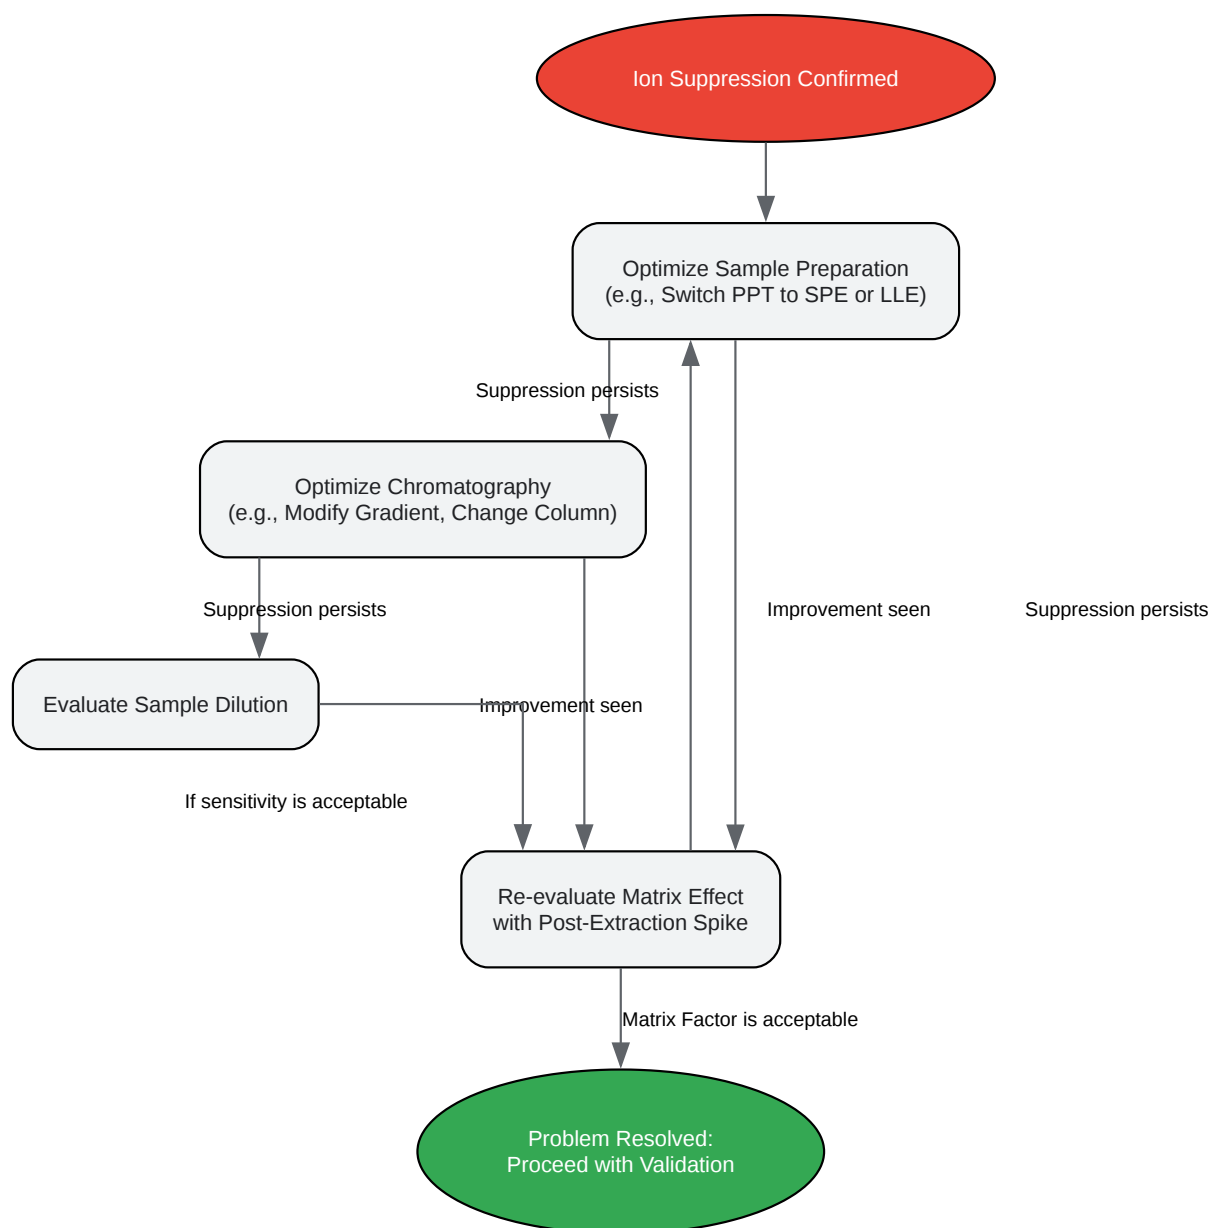 Ion Suppression Confirmed
Optimize Sample Preparation
(e.g., Switch PPT to SPE or LLE)
Suppression persists
Optimize Chromatography
(e.g., Modify Gradient, Change Column)
Suppression persists
Improvement seen
Suppression persists
Evaluate Sample Dilution
Improvement seen
If sensitivity is acceptable
Re-evaluate Matrix Effect
with Post-Extraction Spike
Matrix Factor is acceptable
Problem Resolved:
Proceed with Validation